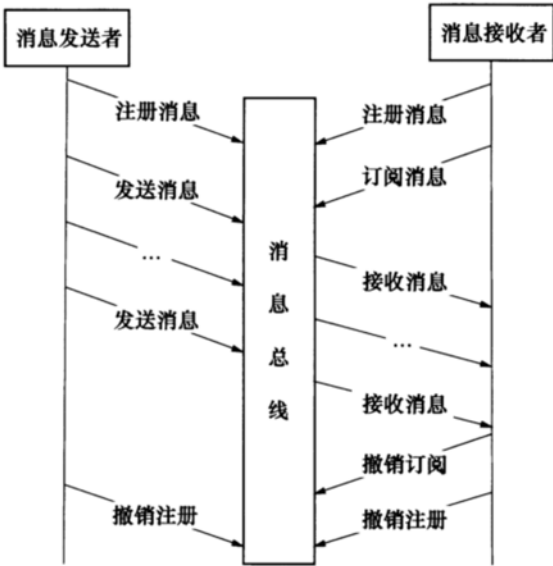 消息发送者
消息接收者
注册消息
注册消息
发送消息
订阅消息
...
消息总线
接收消息
发送消息
...
接收消息
撤销订阅
撤销注册
撤销注册